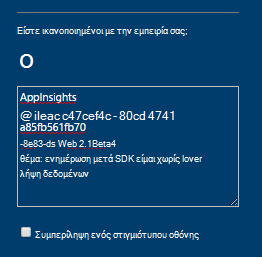 Είστε ικανοποιημένοι με την εμπειρία σας;
Ο
AppInsights
@ ileac c47cef4c - 80cd 4741
a85fb561fb70
-8e83-ds Web 2.1Beta4
θέμα: ενημέρωση μετά SDK είμαι χωρίς lover
λήψη δεδομένων
Συμπερίληψη ενός στιγμιότυπου οθόνης